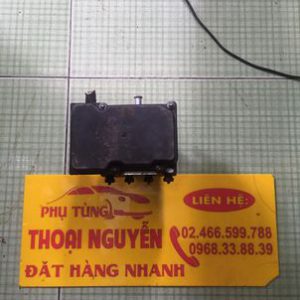 PHỤ TÙNG
THOẠI NGUYỄN
ĐẶT HÀNG NHANH
LIÊN HỆ:
02.466.599.788
0968.33.88.39